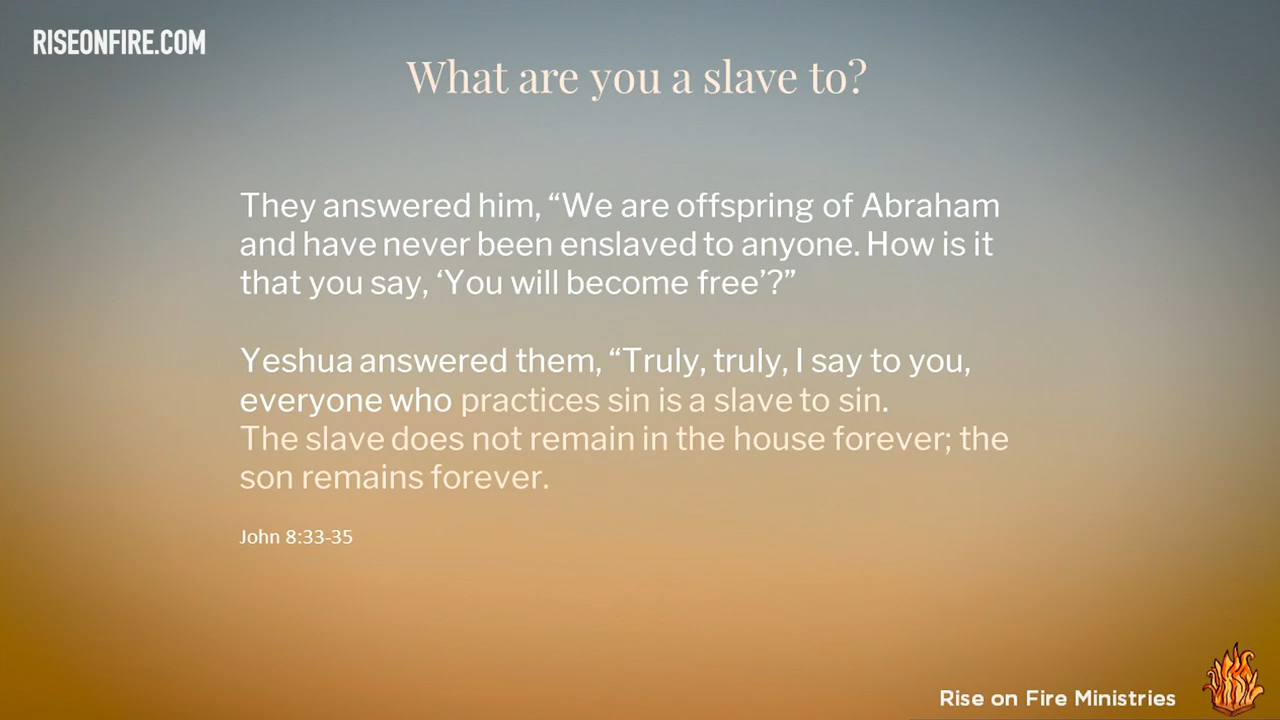 RISEONFIRE.COM
What are you a slave to?
They answered him, “We are offspring of Abraham
and have never been enslaved to anyone. How is it
that you say, ‘You will become free’?”
Yeshua answered them, “Truly, truly, I say to you,
everyone who practices sin is a slave to sin.
The slave does not remain in the house forever; the
son remains forever.
John 8:33-35
Rise on Fire Ministries